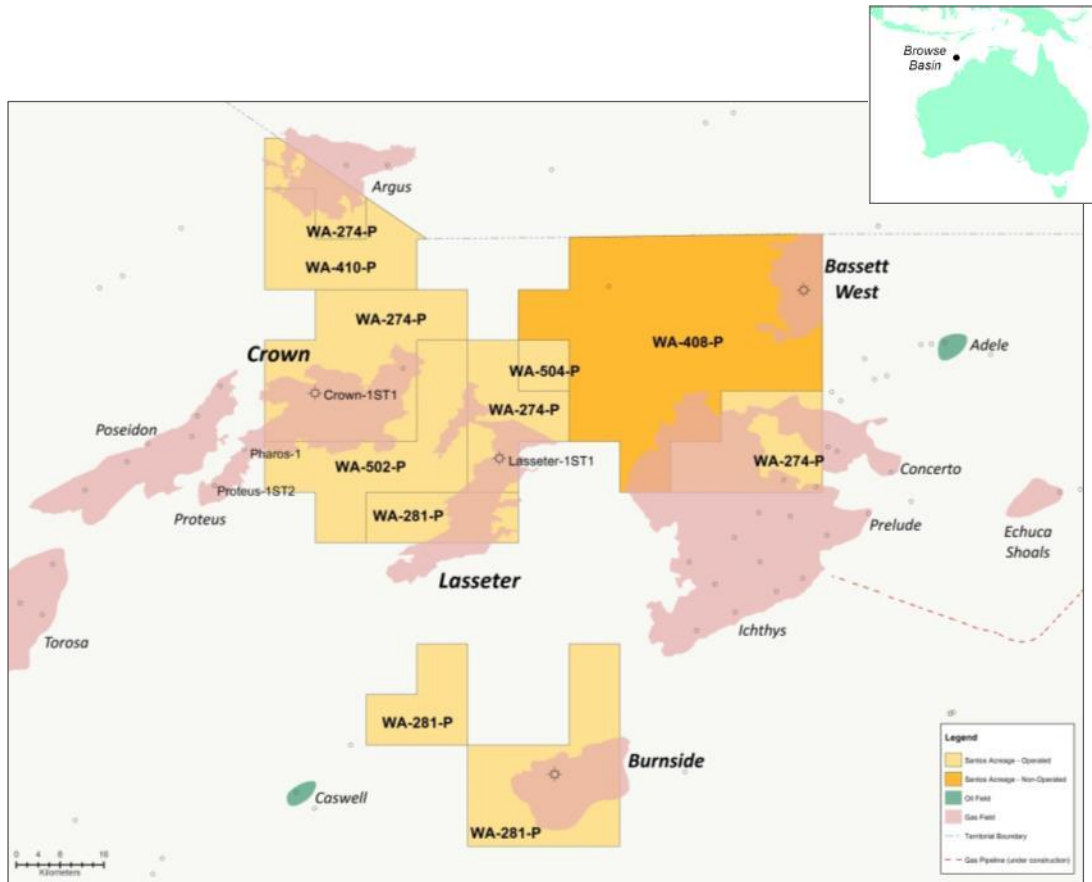 Browse
Basin
Argus
WA-274-P
WA-410-P
Bassett
West
WA-274-P
WA-408-P
Adele
Crown
WA-504-P
Crown-1ST1
WA-274-P
Poseidon
Pharos-1
WA-502-P
Lasseter-1ST1
WA-274-P
Concerto
Proteus-1ST2
Proteus
WA-281-P
Prelude
Echuca
Shoals
Lasseter
Ichthys
Torosa
WA-281-P
Burnside
Caswell
WA-281-P
Legend
Santos Acreage - Operated
Santos Acreage - Non-Operated
Oil Field
Gas Field
Territorial Boundary
Gas Pipeline (under construction)
0 4 8 16
Kilometers